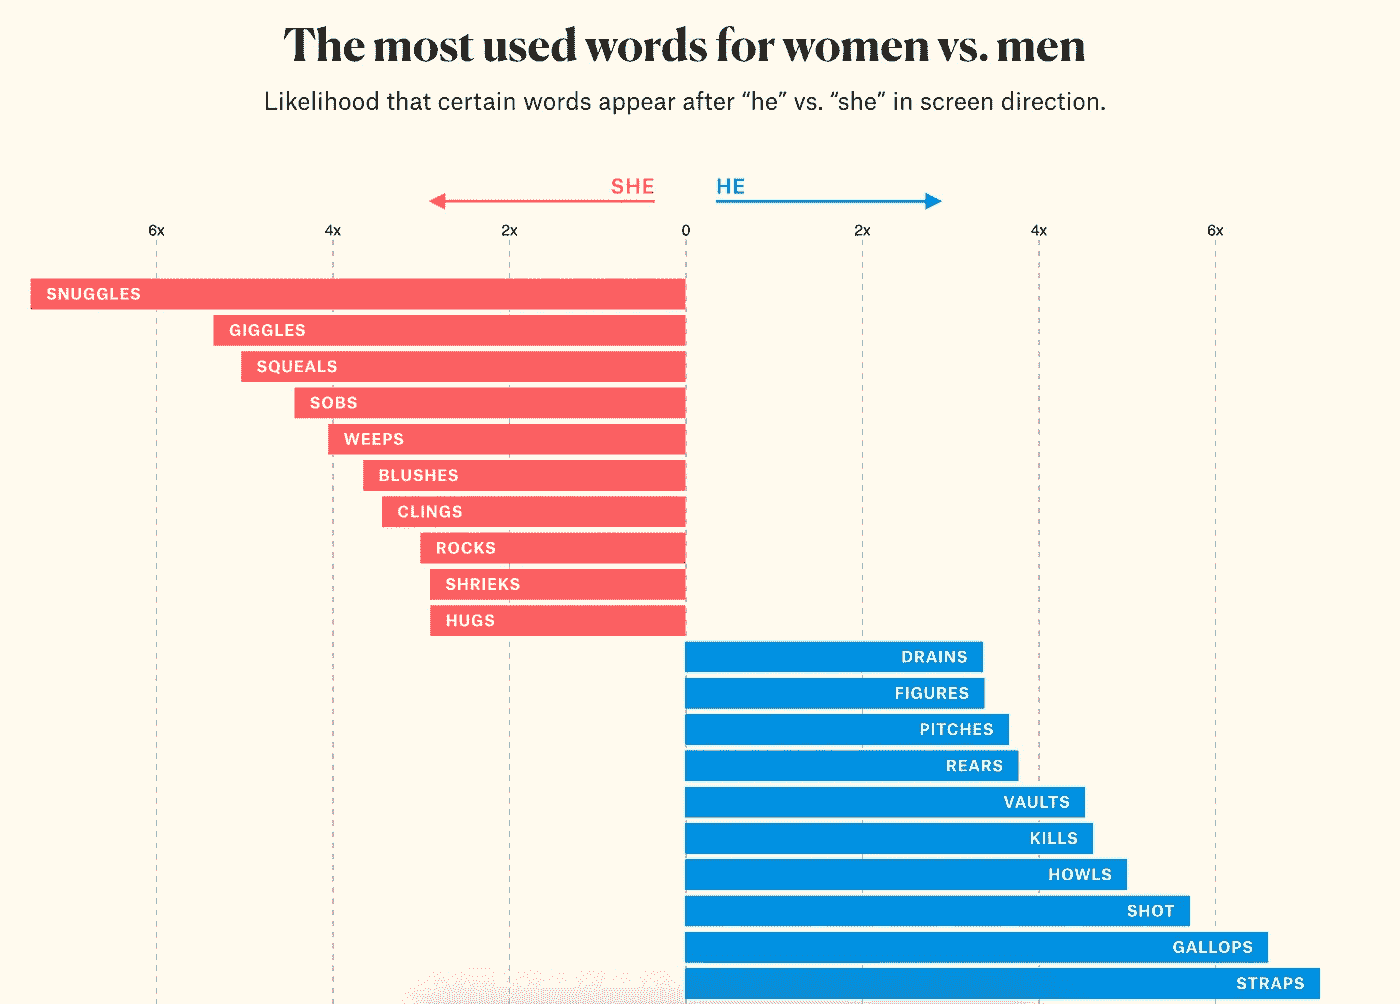 The most used words for women vs. men
Likelihood that certain words appear after “he” vs. “she” in screen direction.
SHE HE
6x 4x 2x 0 2x 4x 6x
SNUGGLES
GIGGLES
SQUEALS
SOBS
WEEPS
BLUSHES
CLINGS
ROCKS
SHRIEKS
HUGS
DRAINS
FIGURES
PITCHES
REARS
VAULTS
KILLS
HOWLS
SHOT
GALLOPS
STRAPS